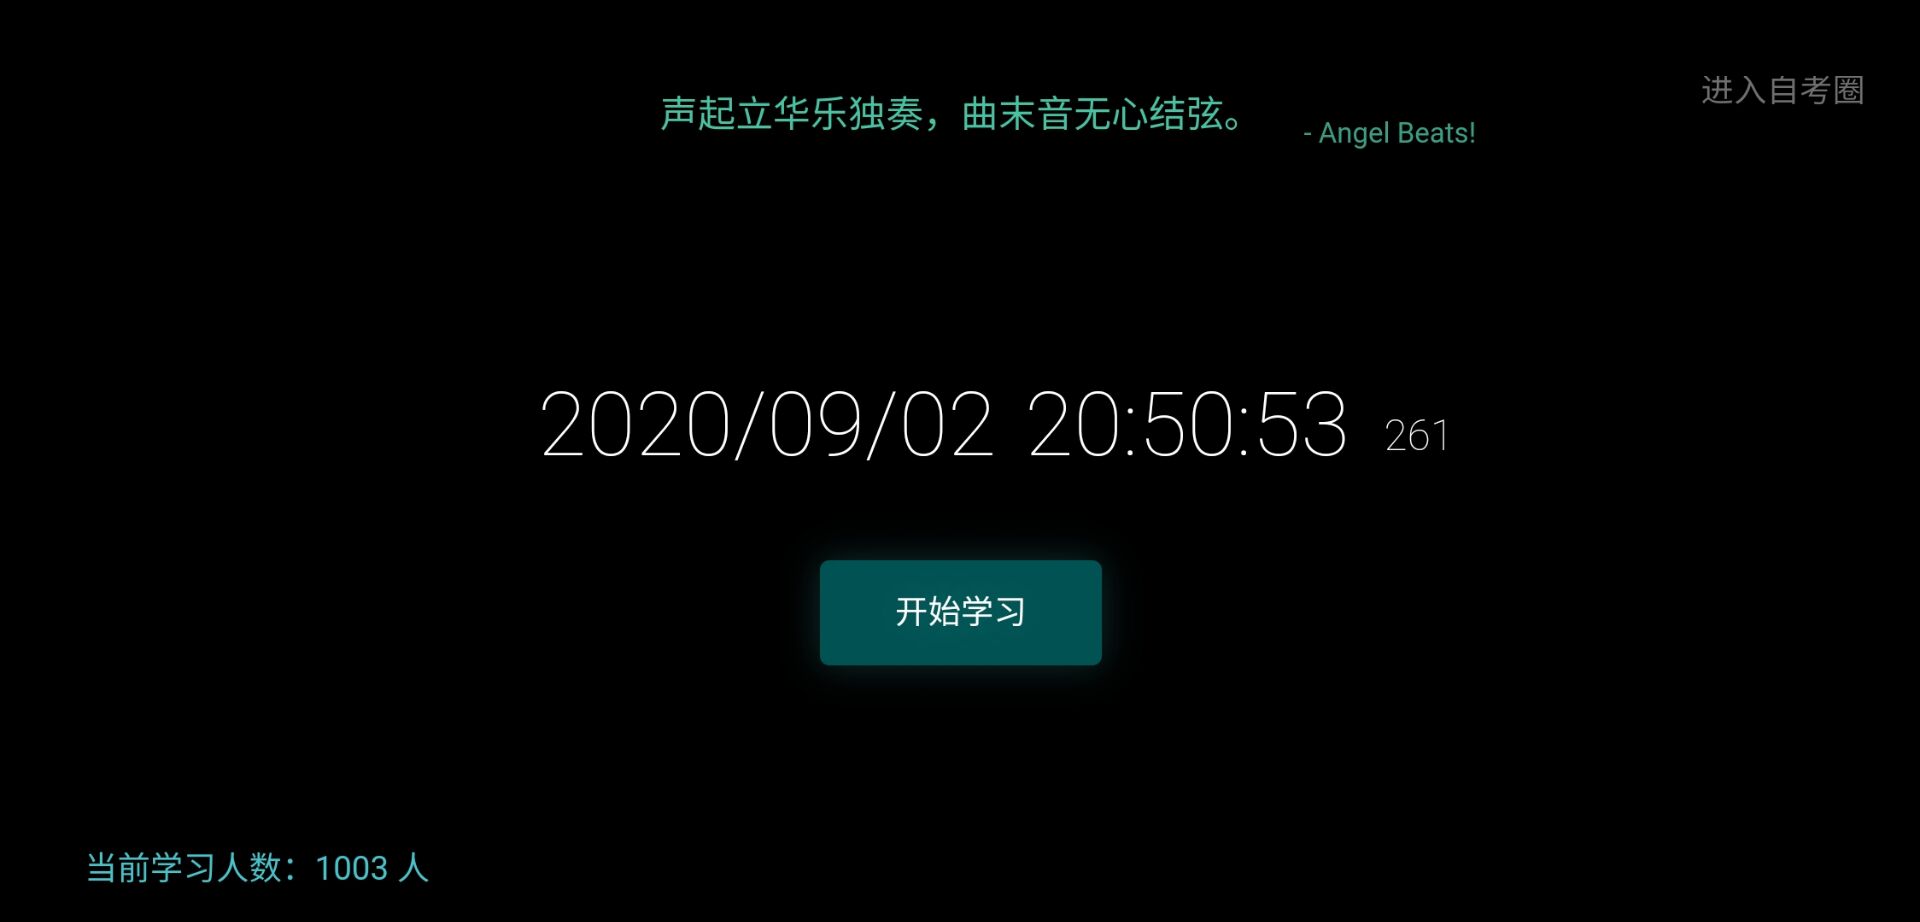 进入自考圈
声起立华乐独奏，曲末音无心结弦。
- Angel Beats!
2020/09/02 20:50:53 261
开始学习
当前学习人数：1003 人